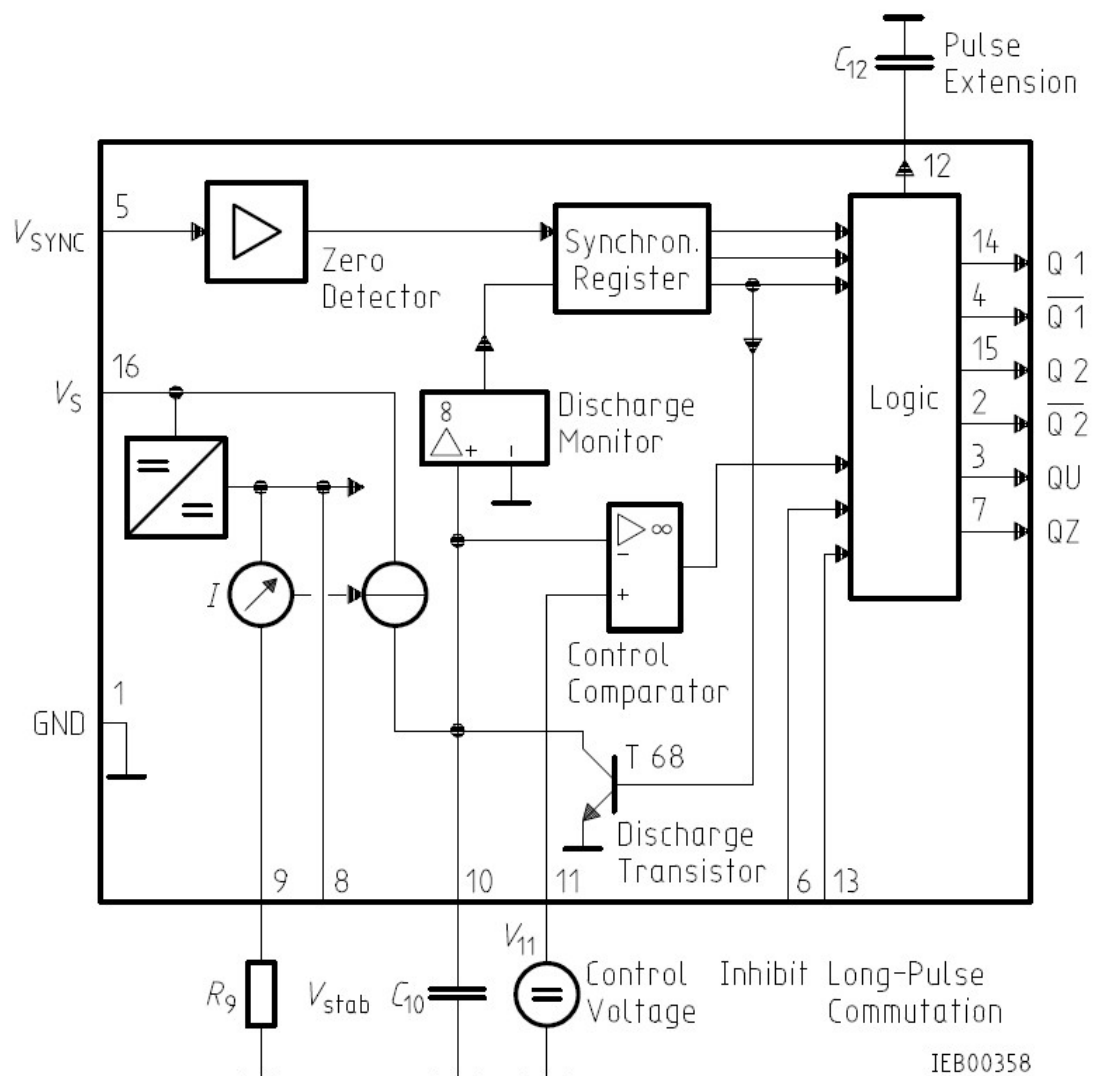 C12
Pulse
Extension
12
5
VSYNC
Zero
Detector
Synchron.
Register
14
Q 1
4
Q 1
15
Q 2
2
Q 2
3
QU
7
QZ
Logic
16
VS
8
+
-
Discharge
Monitor
=
=
I
∞
-
+
Control
Comparator
1
GND
T 68
Discharge
Transistor
9
8
10
11
6
13
V11
R9
Vstab
C10
=
Control
Voltage
Inhibit
Long-Pulse
Commutation
IEB00358